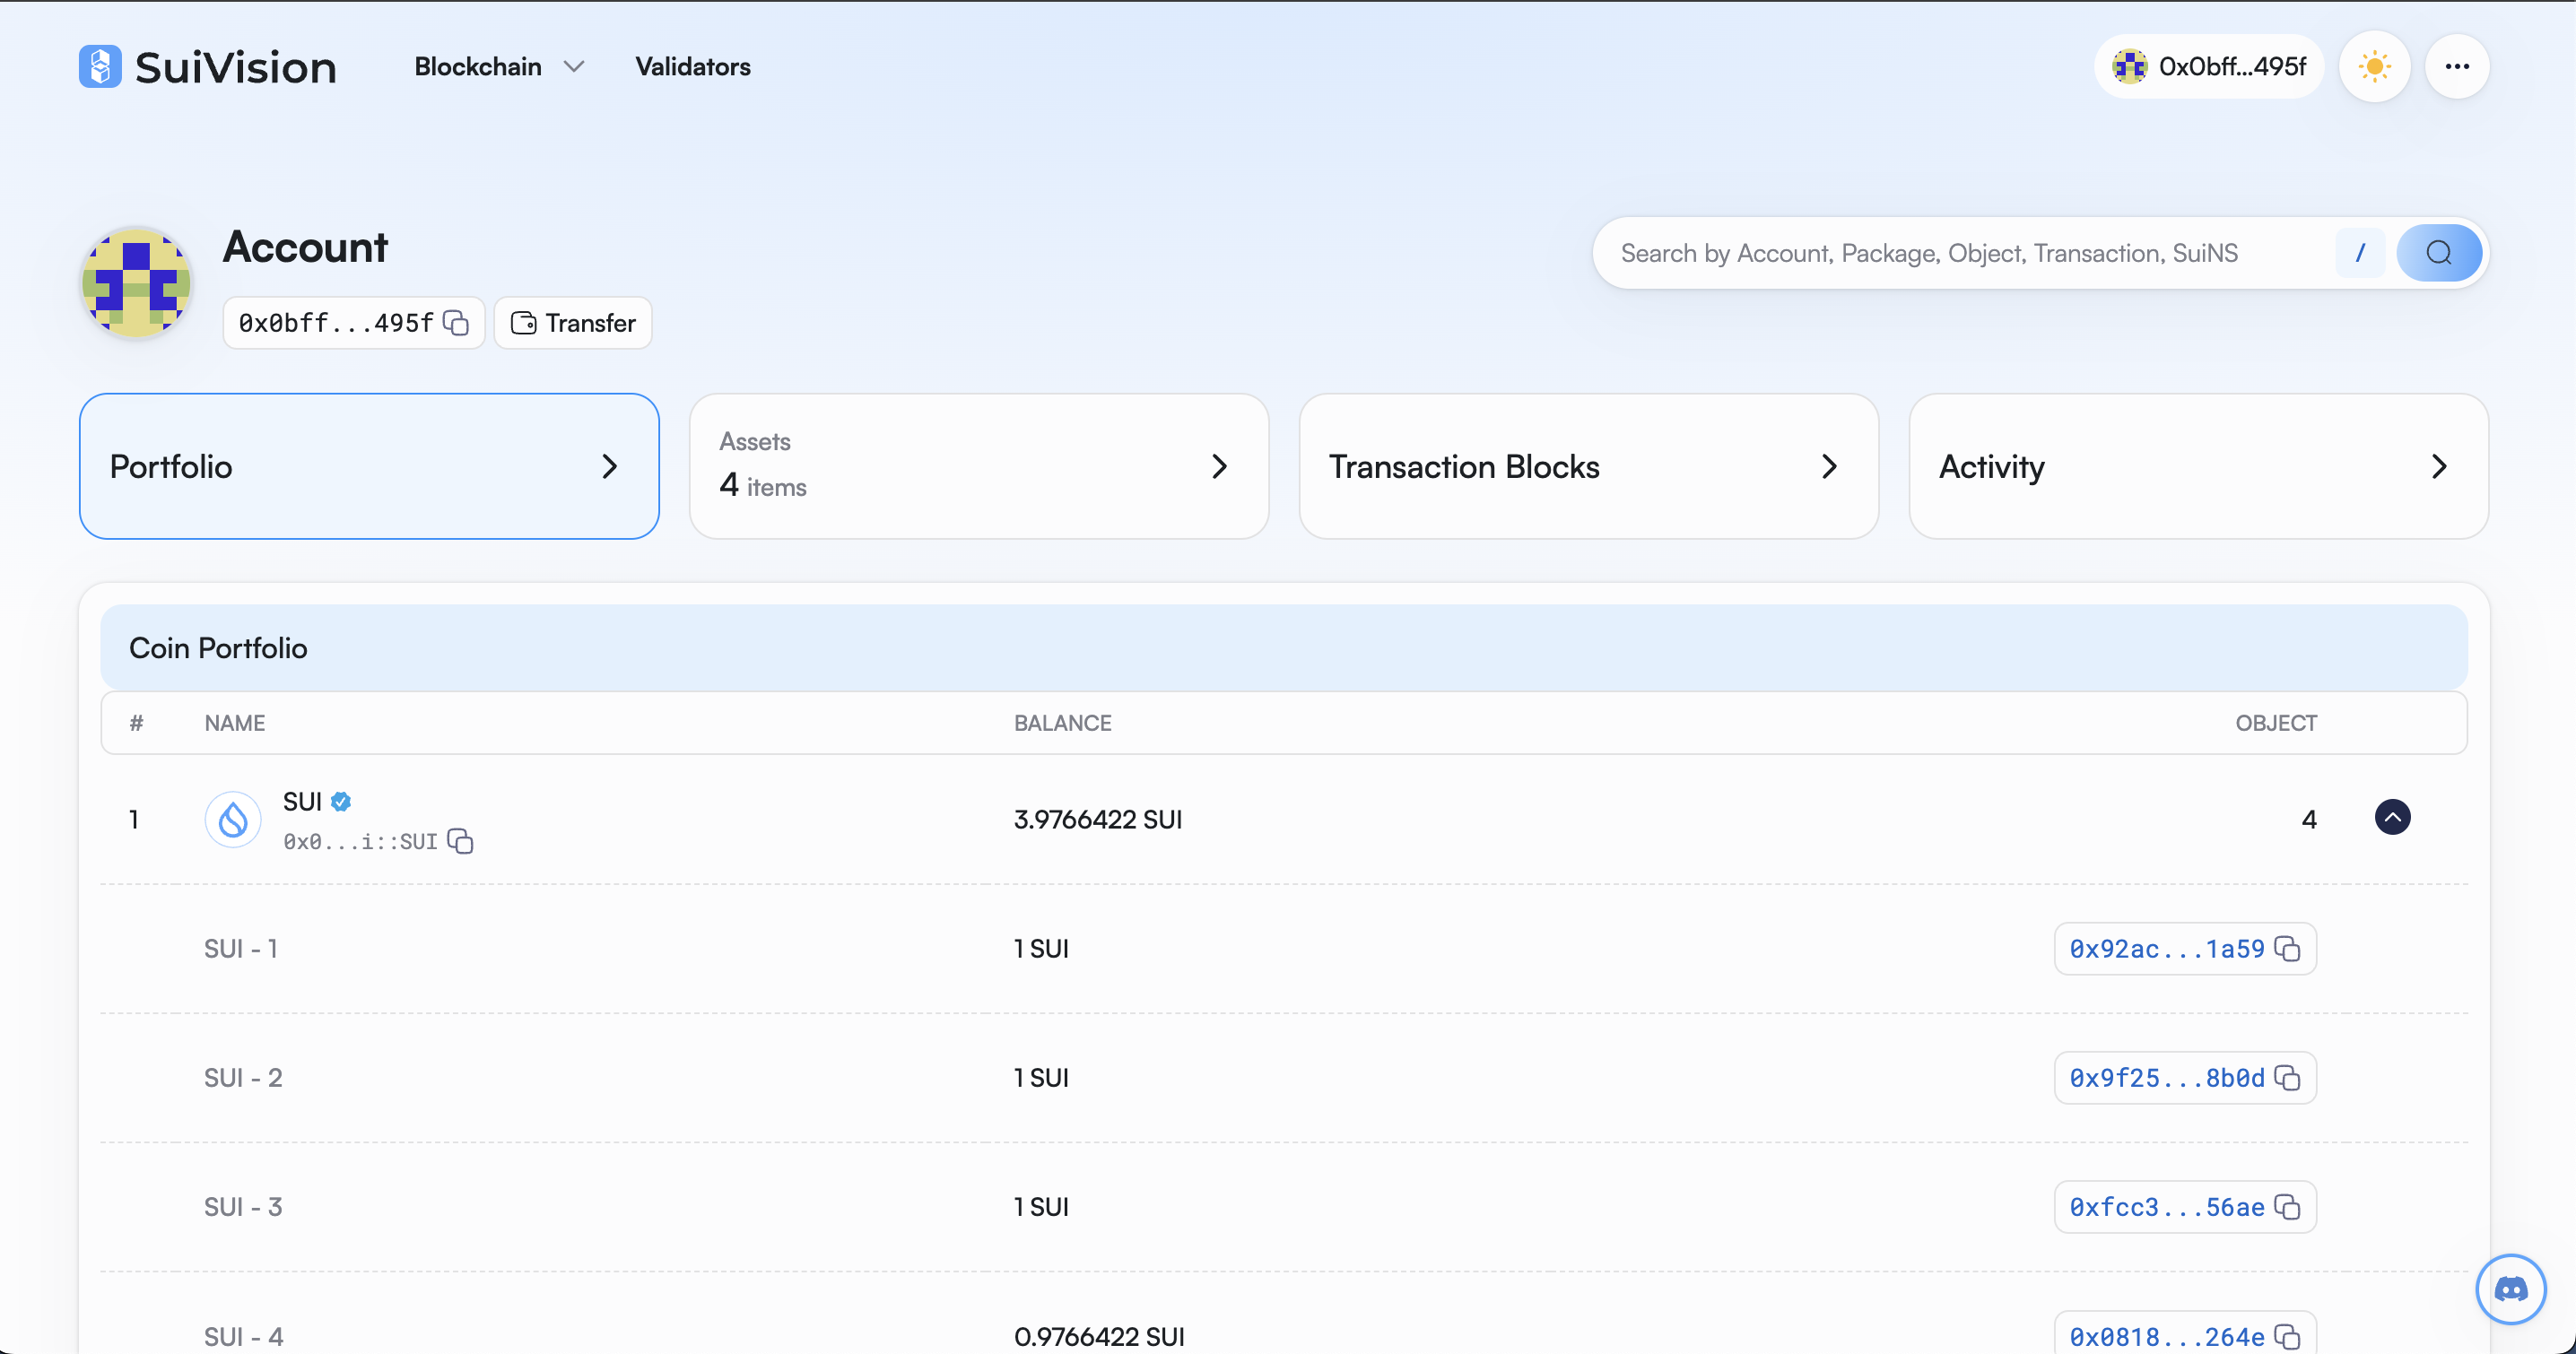 SuiVision
Blockchain
Validators
0x0bff...495f
Account
0x0bff...495f
Transfer
Search by Account, Package, Object, Transaction, SuiNS
/
Portfolio
Assets
4 items
Transaction Blocks
Activity
Coin Portfolio
# NAME BALANCE OBJECT
1 SUI 3.9766422 SUI 4
0x0...i::SUI
SUI - 1 1 SUI 0x92ac...1a59
SUI - 2 1 SUI 0x9f25...8b0d
SUI - 3 1 SUI 0xfcc3...56ae
SUI - 4 0.9766422 SUI 0x0818...264e